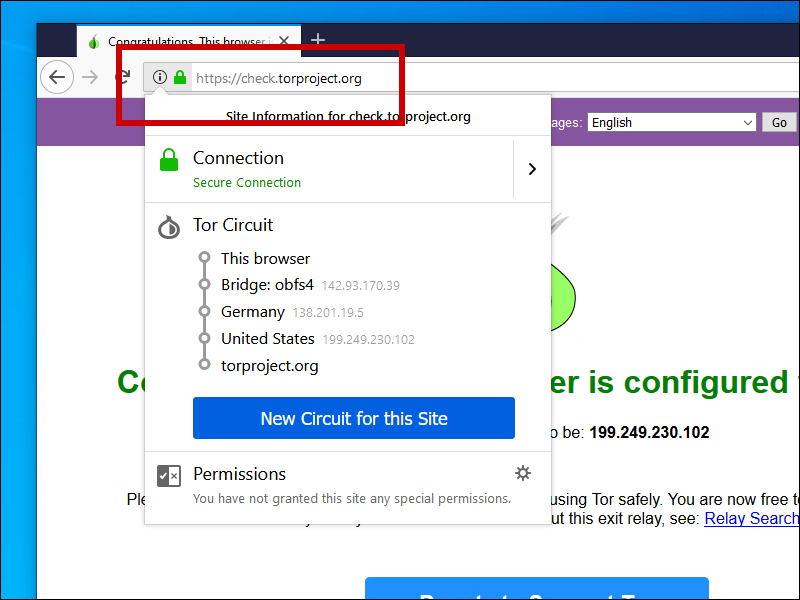 Congratulations. This browser i
https://check.torproject.org
Site Information for check.torproject.org
ages: English Go
Connection
Secure Connection
Tor Circuit
This browser
Bridge: obfs4 142.93.170.39
Germany 138.201.19.5
United States 199.249.230.102
torproject.org
er is configured
New Circuit for this Site
o be: 199.249.230.102
Permissions
You have not granted this site any special permissions.
using Tor safely. You are now free t
ut this exit relay, see: Relay Search